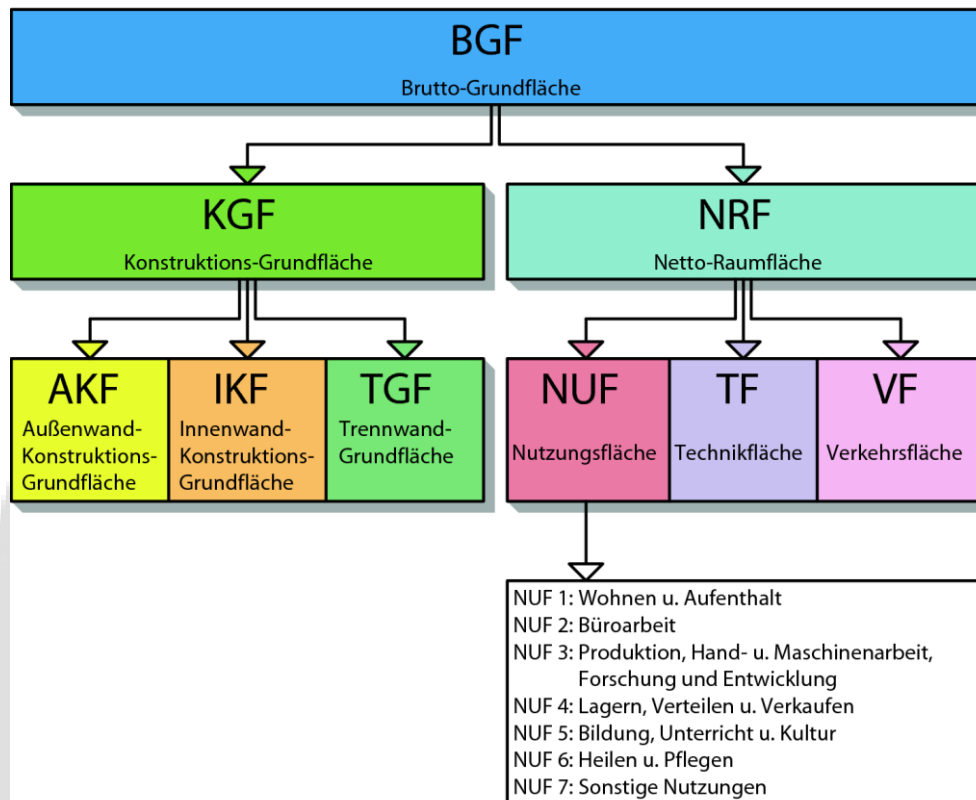 BGF
Brutto-Grundfläche
KGF
Konstruktions-Grundfläche
NRF
Netto-Raumfläche
AKF
Außenwand-
Konstruktions-
Grundfläche
IKF
Innenwand-
Konstruktions-
Grundfläche
TGF
Trennwand-
Grundfläche
NUF
Nutzungsfläche
TF
Technikfläche
VF
Verkehrsfläche
NUF 1: Wohnen u. Aufenthalt
NUF 2: Büroarbeit
NUF 3: Produktion, Hand- u. Maschinenarbeit,
Forschung und Entwicklung
NUF 4: Lagern, Verteilen u. Verkaufen
NUF 5: Bildung, Unterricht u. Kultur
NUF 6: Heilen u. Pflegen
NUF 7: Sonstige Nutzungen